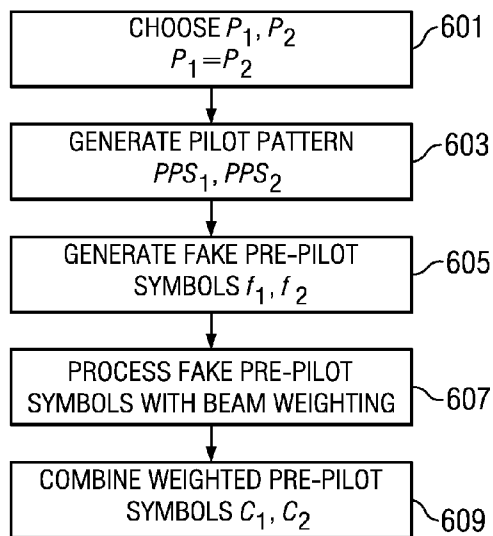 CHOOSE P1, P2
P1=P2
601
GENERATE PILOT PATTERN
PPS1, PPS2
603
GENERATE FAKE PRE-PILOT
SYMBOLS f1, f2
605
PROCESS FAKE PRE-PILOT
SYMBOLS WITH BEAM WEIGHTING
607
COMBINE WEIGHTED PRE-PILOT
SYMBOLS C1, C2
609